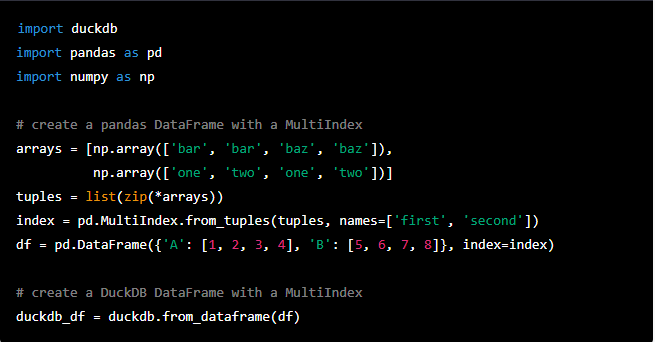 import duckdb
import pandas as pd
import numpy as np
# create a pandas DataFrame with a MultiIndex
arrays = [np.array(['bar', 'bar', 'baz', 'baz']),
          np.array(['one', 'two', 'one', 'two'])]
tuples = list(zip(*arrays))
index = pd.MultiIndex.from_tuples(tuples, names=['first', 'second'])
df = pd.DataFrame({'A': [1, 2, 3, 4], 'B': [5, 6, 7, 8]}, index=index)
# create a DuckDB DataFrame with a MultiIndex
duckdb_df = duckdb.from_dataframe(df)